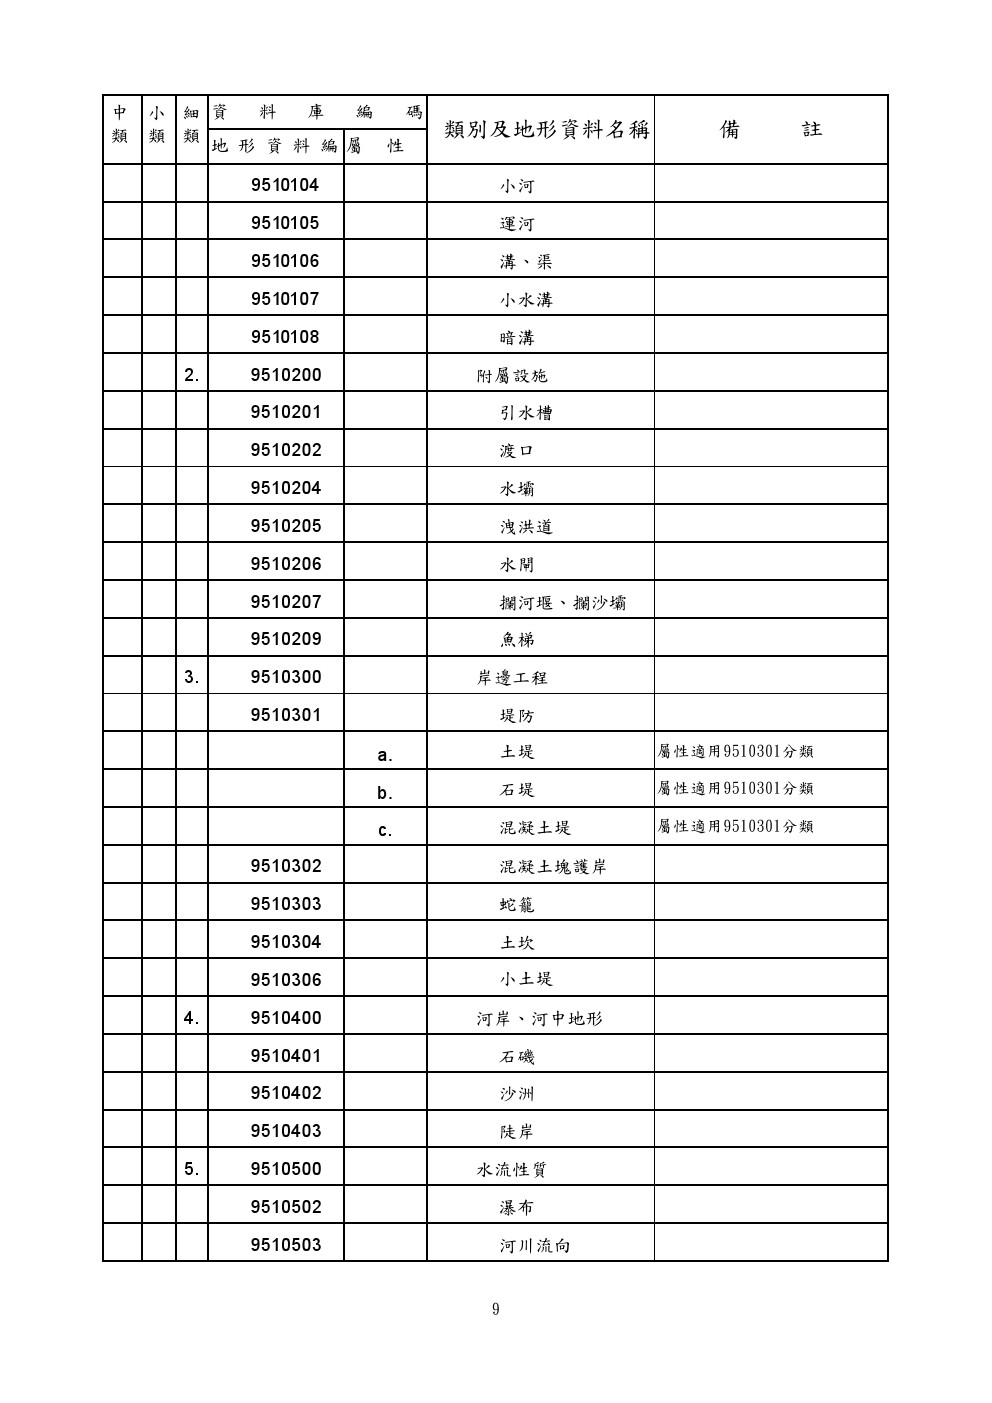 中類 小類 細類 資料庫編碼 類別及地形資料名稱 備註
地形資料編 屬性
9510104 小河
9510105 運河
9510106 溝、渠
9510107 小水溝
9510108 暗溝
2. 9510200 附屬設施
9510201 引水槽
9510202 渡口
9510204 水壩
9510205 洩洪道
9510206 水閘
9510207 攔河堰、攔沙壩
9510209 魚梯
3. 9510300 岸邊工程
9510301 堤防
a. 土堤 屬性適用9510301分類
b. 石堤 屬性適用9510301分類
c. 混凝土堤 屬性適用9510301分類
9510302 混凝土塊護岸
9510303 蛇籠
9510304 土坎
9510306 小土堤
4. 9510400 河岸、河中地形
9510401 石磯
9510402 沙洲
9510403 陡岸
5. 9510500 水流性質
9510502 瀑布
9510503 河川流向
9